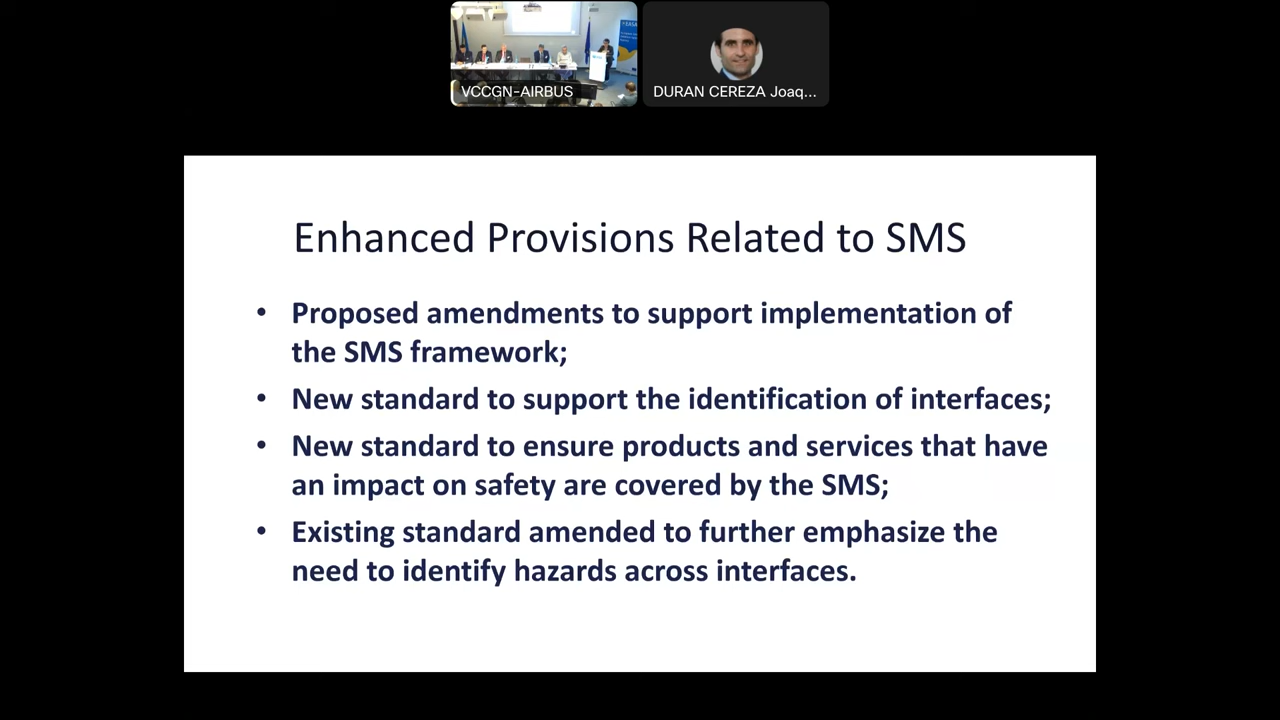 EASA
VCCGN-AIRBUS
DURAN CEREZA Joaq...
Enhanced Provisions Related to SMS
• Proposed amendments to support implementation of
the SMS framework;
• New standard to support the identification of interfaces;
• New standard to ensure products and services that have
an impact on safety are covered by the SMS;
• Existing standard amended to further emphasize the
need to identify hazards across interfaces.